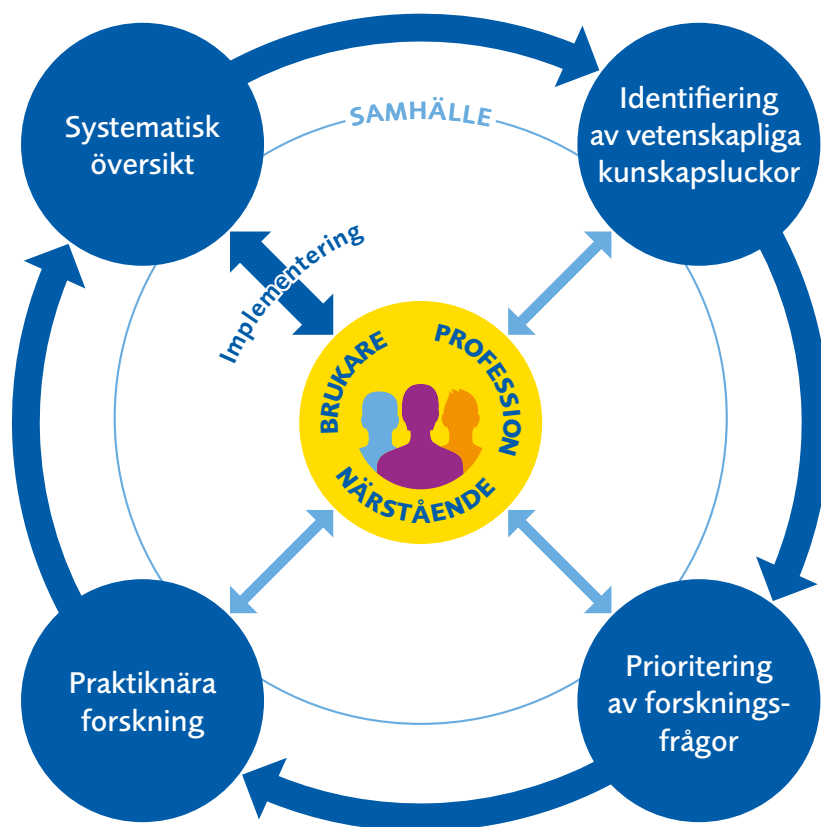 Systematisk
översikt
SAMHÄLLE
Identifiering
av vetenskapliga
kunskapsluckor
Implementering
BRUKARE
PROFESSION
NÄRSTÅENDE
Praktiknära
forskning
Prioritering
av forsknings-
frågor